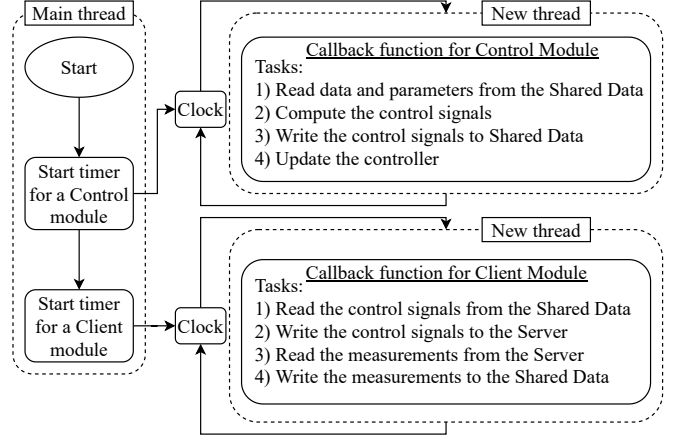 Main thread
Start
Start timer
for a Control
module
Start timer
for a Client
module
Clock
New thread
Callback function for Control Module
Tasks:
1) Read data and parameters from the Shared Data
2) Compute the control signals
3) Write the control signals to Shared Data
4) Update the controller
Clock
New thread
Callback function for Client Module
Tasks:
1) Read the control signals from the Shared Data
2) Write the control signals to the Server
3) Read the measurements from the Server
4) Write the measurements to the Shared Data